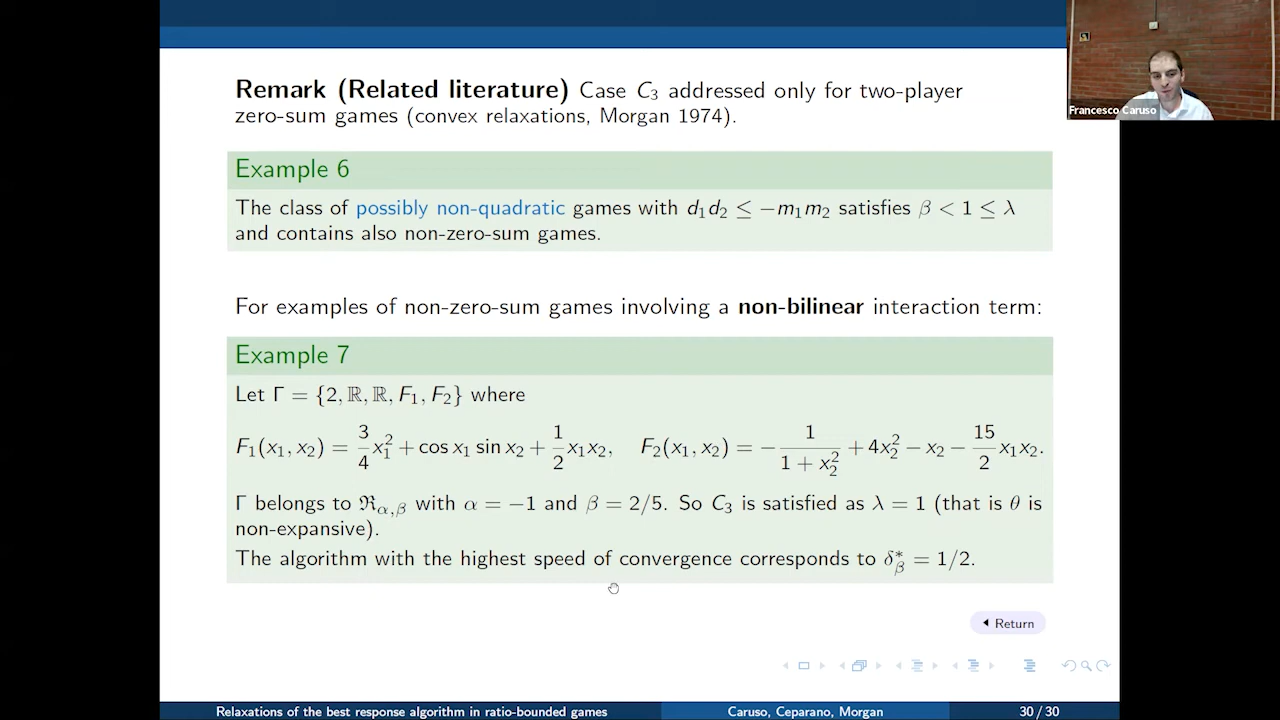 Remark (Related literature) Case C₃ addressed only for two-player
zero-sum games (convex relaxations, Morgan 1974).
Francesco Caruso
Example 6
The class of possibly non-quadratic games with d₁d₂ ≤ −m₁m₂ satisfies β < 1 ≤ λ
and contains also non-zero-sum games.
For examples of non-zero-sum games involving a non-bilinear interaction term:
Example 7
Let Γ = {2, ℝ, ℝ, F₁, F₂} where
F₁(x₁, x₂) = 3/4 x₁² + cos x₁ sin x₂ + 1/2 x₁x₂, F₂(x₁, x₂) = − 1/(1 + x₂²) + 4x₂² − x₂ − 15/2 x₁x₂.
Γ belongs to ℜ_α,β with α = −1 and β = 2/5. So C₃ is satisfied as λ = 1 (that is θ is
non-expansive).
The algorithm with the highest speed of convergence corresponds to δ*_β = 1/2.
Return
Relaxations of the best response algorithm in ratio-bounded games Caruso, Ceparano, Morgan 30 / 30